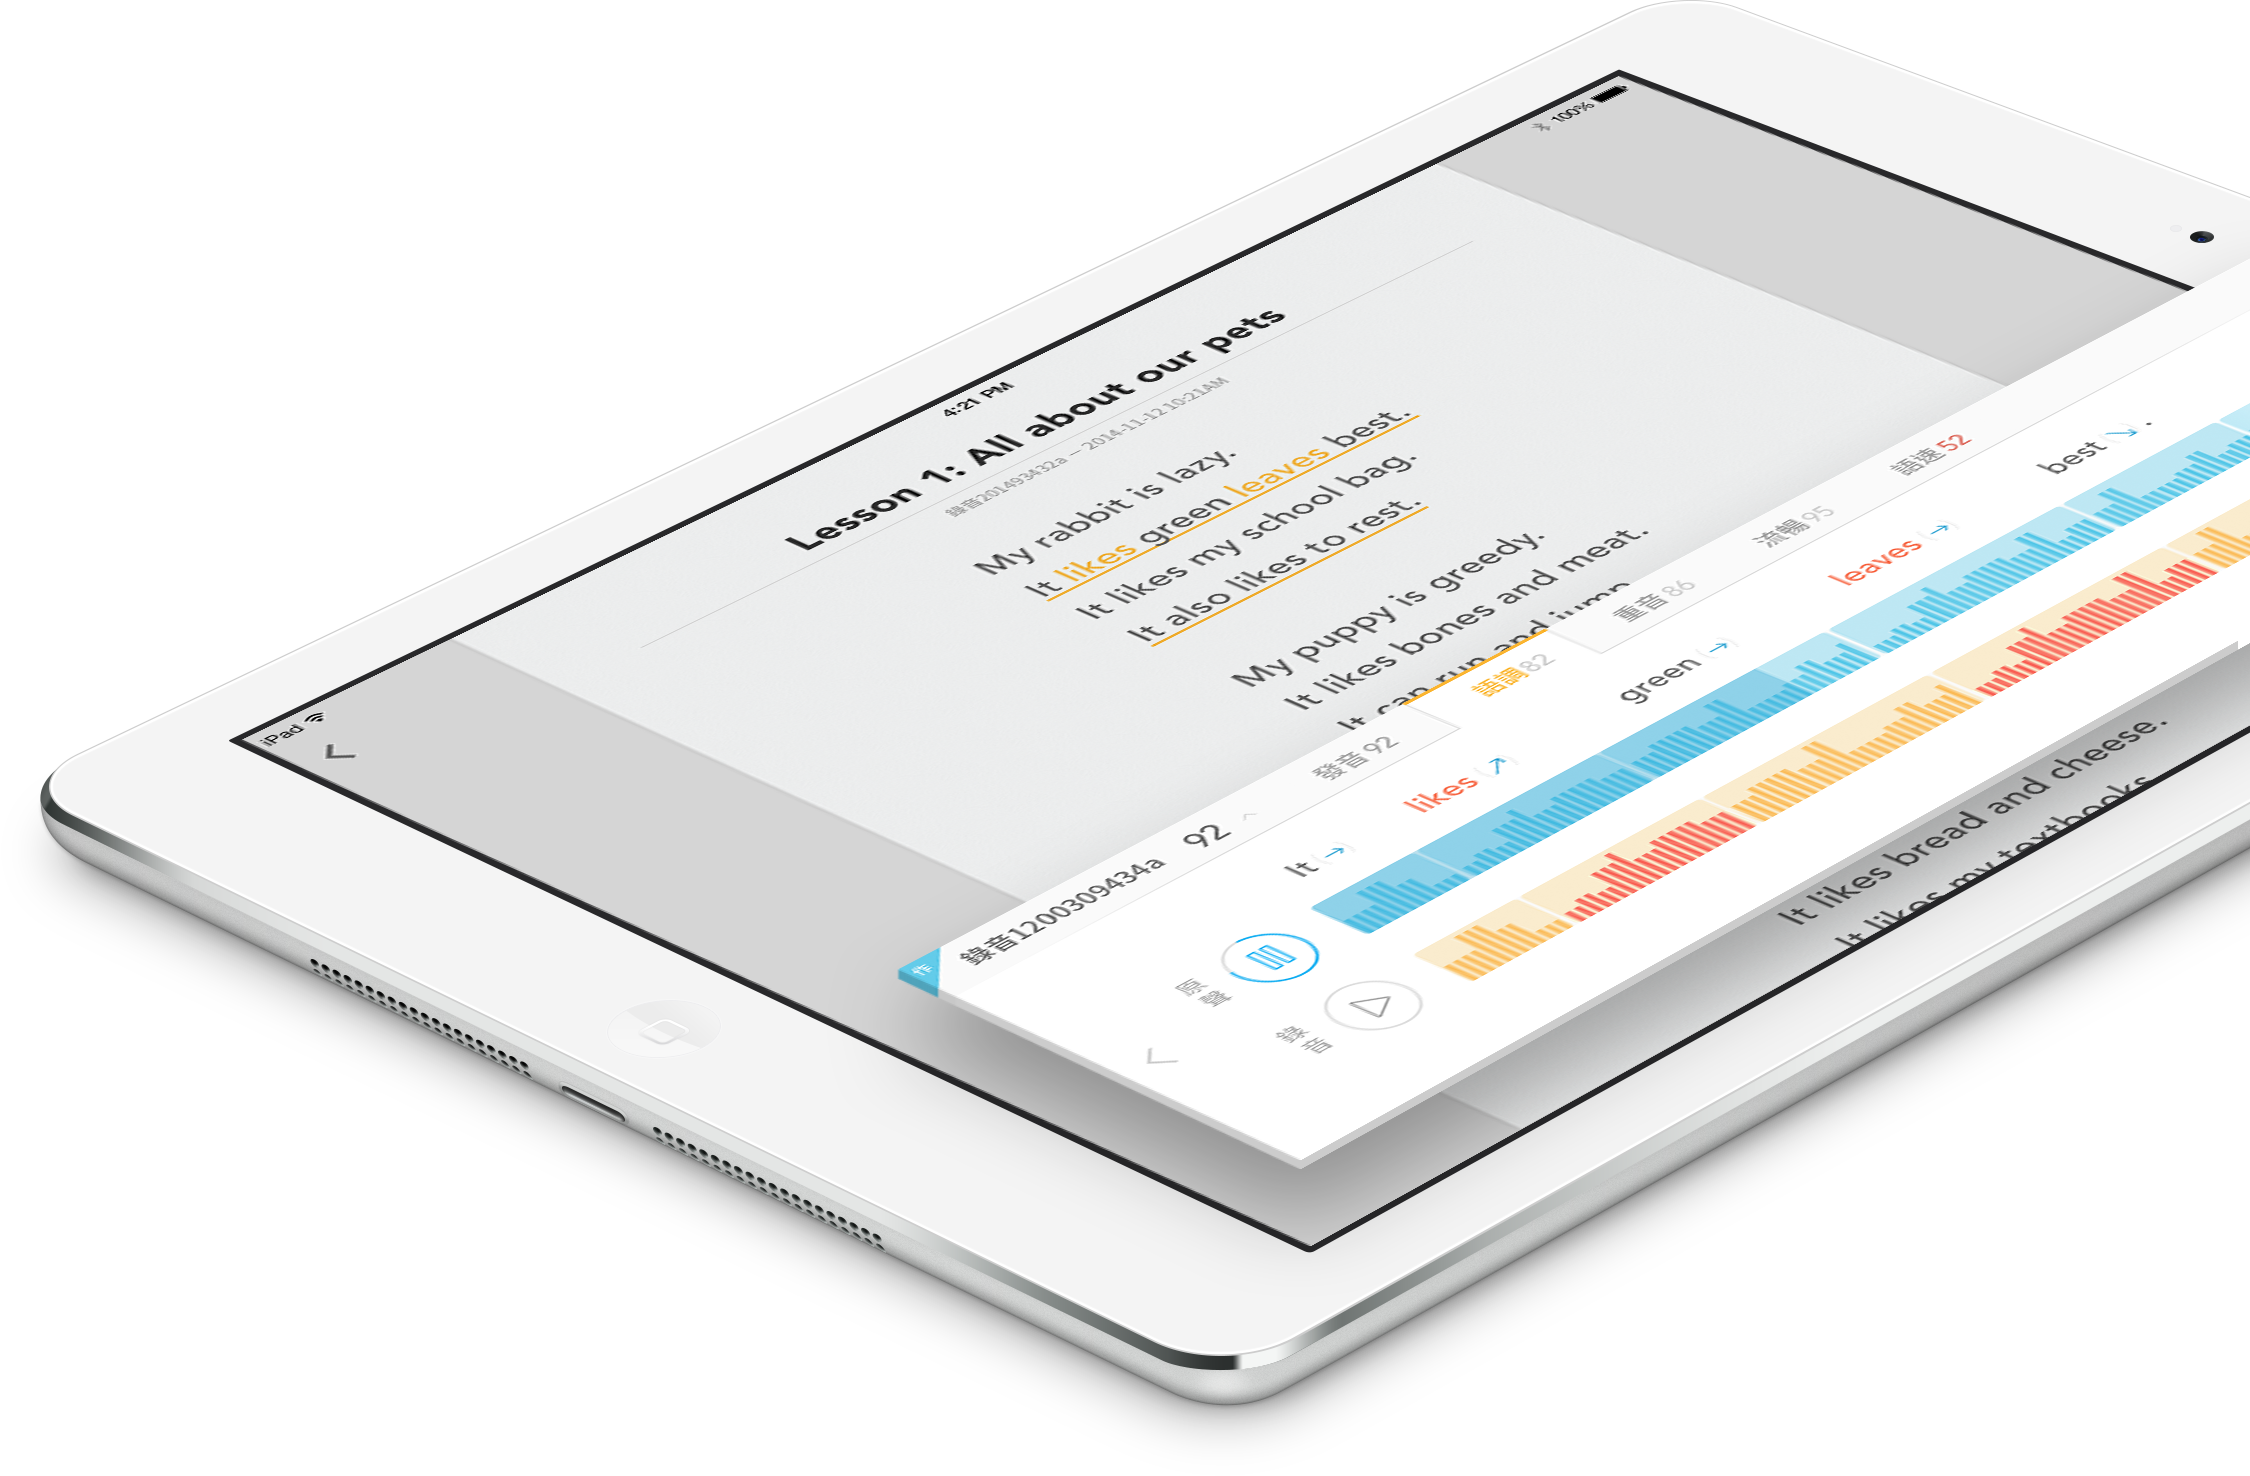 iPad
4:21 PM
100%
Lesson 1: All about our pets
錄音201493432a — 2014-11-12 10:21AM
My rabbit is lazy.
It likes green leaves best.
It likes my school bag.
It also likes to rest.
My puppy is greedy.
It likes bones and meat.
It can run and jump
作
錄音1200309434a 92
發音 92
語調 82
重音 86
流暢 95
語速 52
It (→) likes (↗) green (→) leaves (→) best (↘) .
原聲
錄音
It likes bread and cheese.
It likes my textbooks